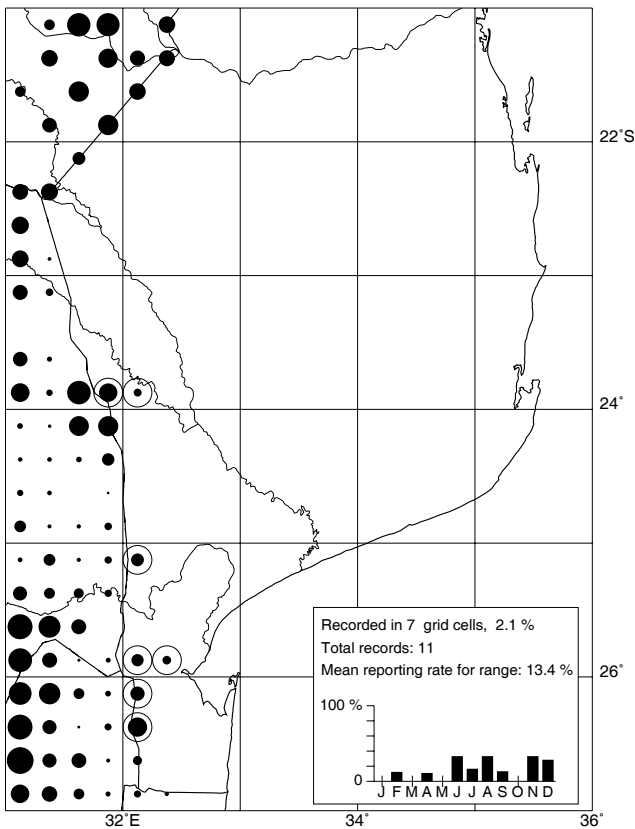 22˚S
24˚
Recorded in 7 grid cells, 2.1 %
Total records: 11
Mean reporting rate for range: 13.4 %
26˚
100 %
0
J F M A M J J A S O N D
32˚E
34˚
36˚